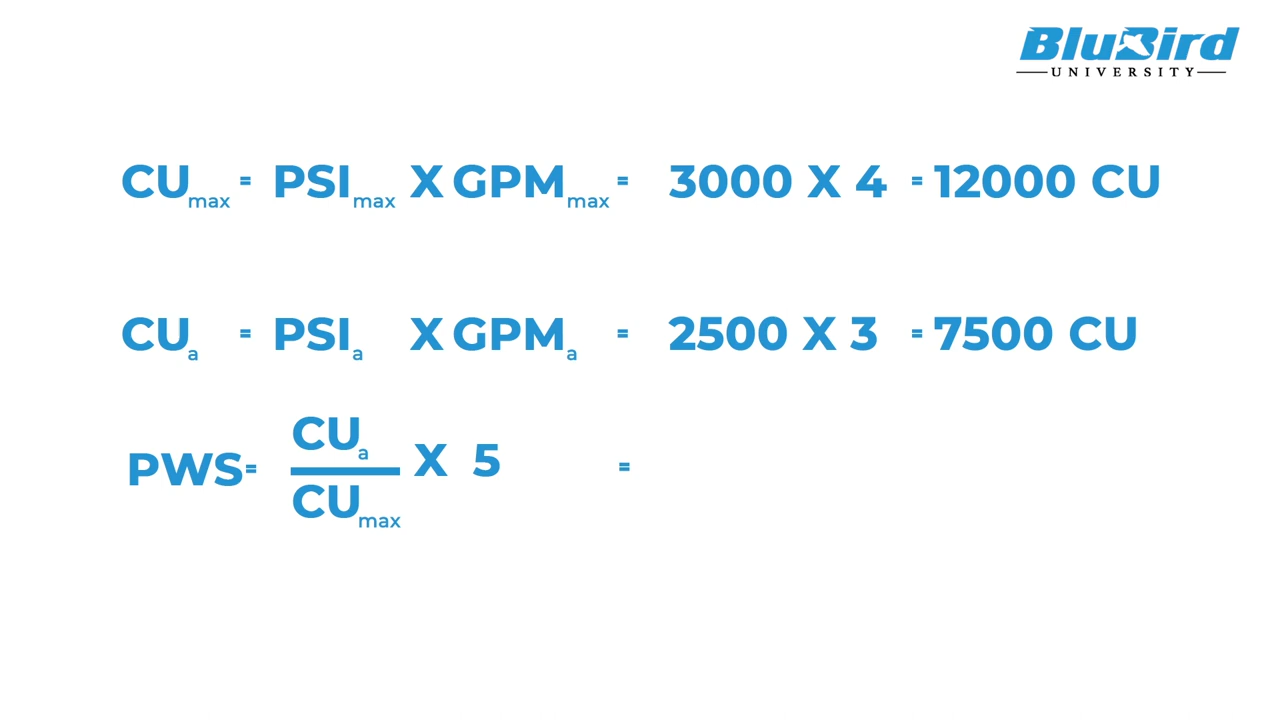 BluBird
UNIVERSITY
CUmax = PSImax X GPMmax = 3000 X 4 = 12000 CU
CUa = PSIa X GPMa = 2500 X 3 = 7500 CU
PWS= CUa X 5 =
CUmax